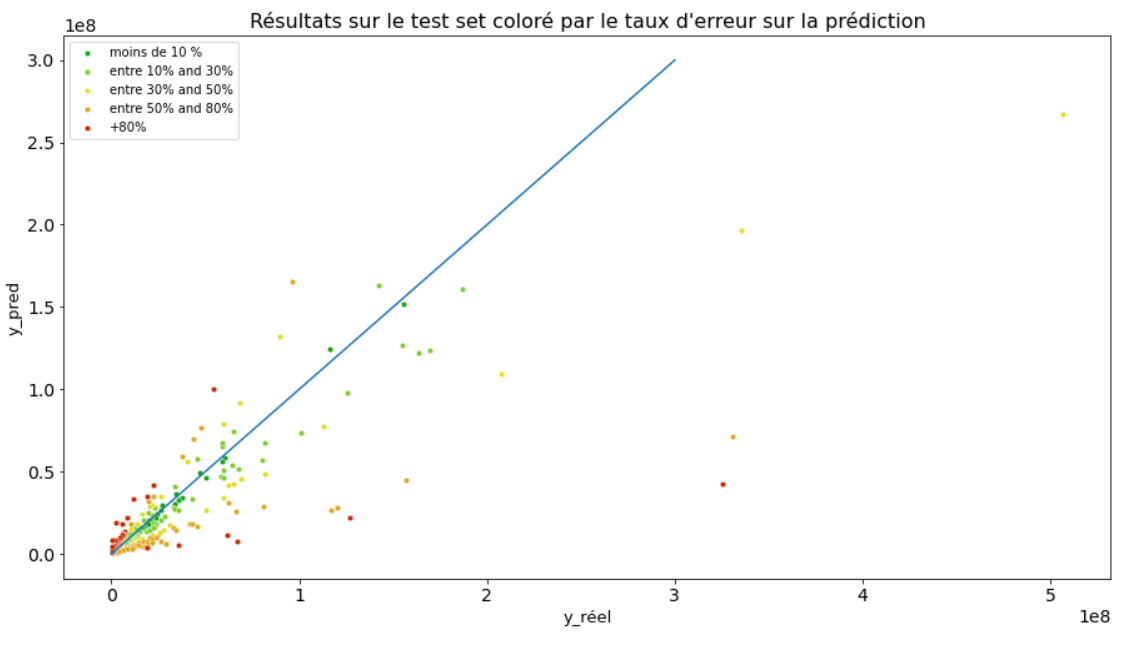 Résultats sur le test set coloré par le taux d'erreur sur la prédiction
1e8
3.0
2.5
2.0
1.5
1.0
0.5
0.0
y_pred
moins de 10 %
entre 10% and 30%
entre 30% and 50%
entre 50% and 80%
+80%
0 1 2 3 4 5
1e8
y_réel